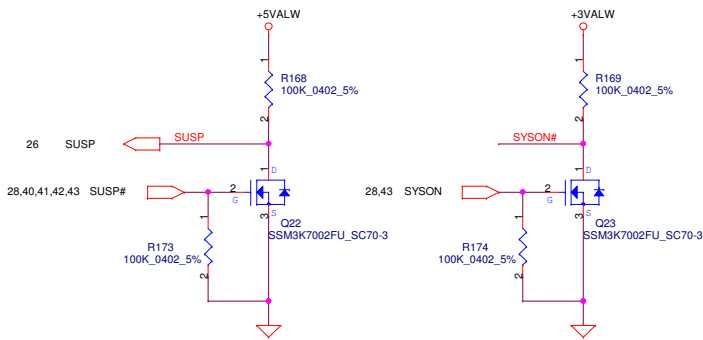 +5VALW
+3VALW
1
R168
100K_0402_5%
2
1
R169
100K_0402_5%
2
26 SUSP
SUSP
SYSON#
1 D
1 D
28,40,41,42,43 SUSP#
2
G
28,43 SYSON
2
G
S
3
S
3
1
R173
100K_0402_5%
2
Q22
SSM3K7002FU_SC70-3
1
R174
100K_0402_5%
2
Q23
SSM3K7002FU_SC70-3